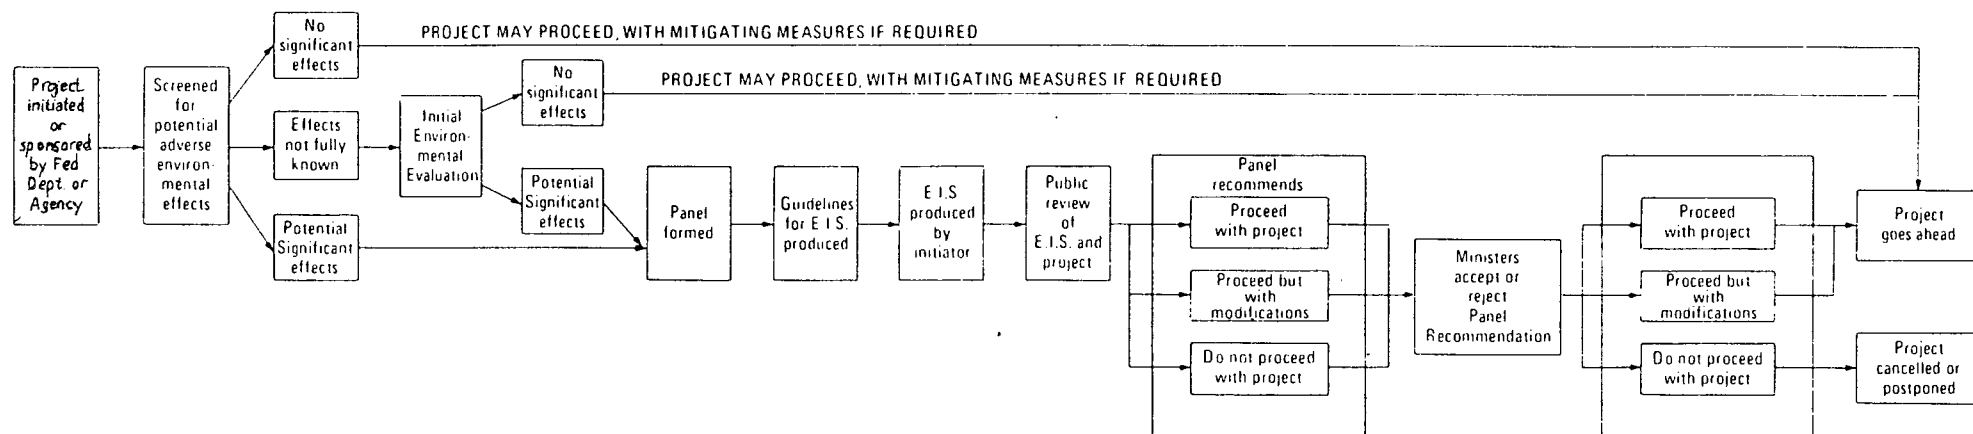 Project
initiated
or
sponsored
by Fed
Dept. or
Agency
Screened
for
potential
adverse
environ-
mental
effects
No
significant
effects
PROJECT MAY PROCEED, WITH MITIGATING MEASURES IF REQUIRED
Effects
not fully
known
Potential
Significant
effects
Initial
Environ-
mental
Evaluation
No
significant
effects
PROJECT MAY PROCEED, WITH MITIGATING MEASURES IF REQUIRED
Potential
Significant
effects
Panel
formed
Guidelines
for E.I.S.
produced
E.I.S
produced
by
initiator
Public
review
of
E.I.S. and
project
Panel
recommends
Proceed
with project
Proceed but
with
modifications
Do not proceed
with project
Ministers
accept or
reject
Panel
Recommendation
Proceed
with project
Proceed but
with
modifications
Do not proceed
with project
Project
goes ahead
Project
cancelled or
postponed